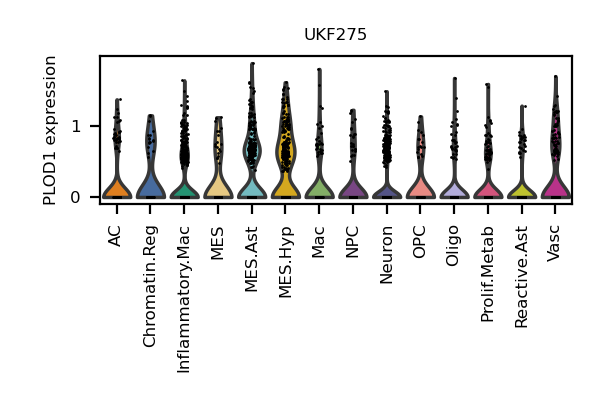 UKF275
PLOD1 expression
1
0
AC
Chromatin.Reg
Inflammatory.Mac
MES
MES.Ast
MES.Hyp
Mac
NPC
Neuron
OPC
Oligo
Prolif.Metab
Reactive.Ast
Vasc